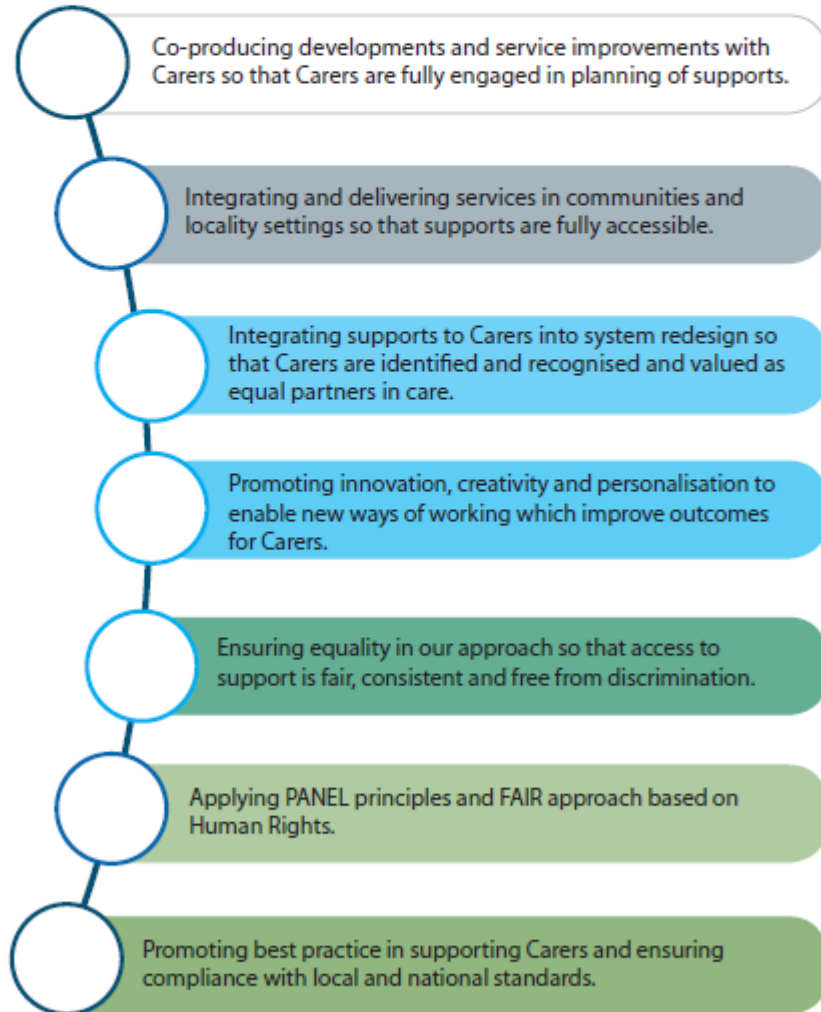 Co-producing developments and service improvements with
Carers so that Carers are fully engaged in planning of supports.
Integrating and delivering services in communities and
locality settings so that supports are fully accessible.
Integrating supports to Carers into system redesign so
that Carers are identified and recognised and valued as
equal partners in care.
Promoting innovation, creativity and personalisation to
enable new ways of working which improve outcomes
for Carers.
Ensuring equality in our approach so that access to
support is fair, consistent and free from discrimination.
Applying PANEL principles and FAIR approach based on
Human Rights.
Promoting best practice in supporting Carers and ensuring
compliance with local and national standards.